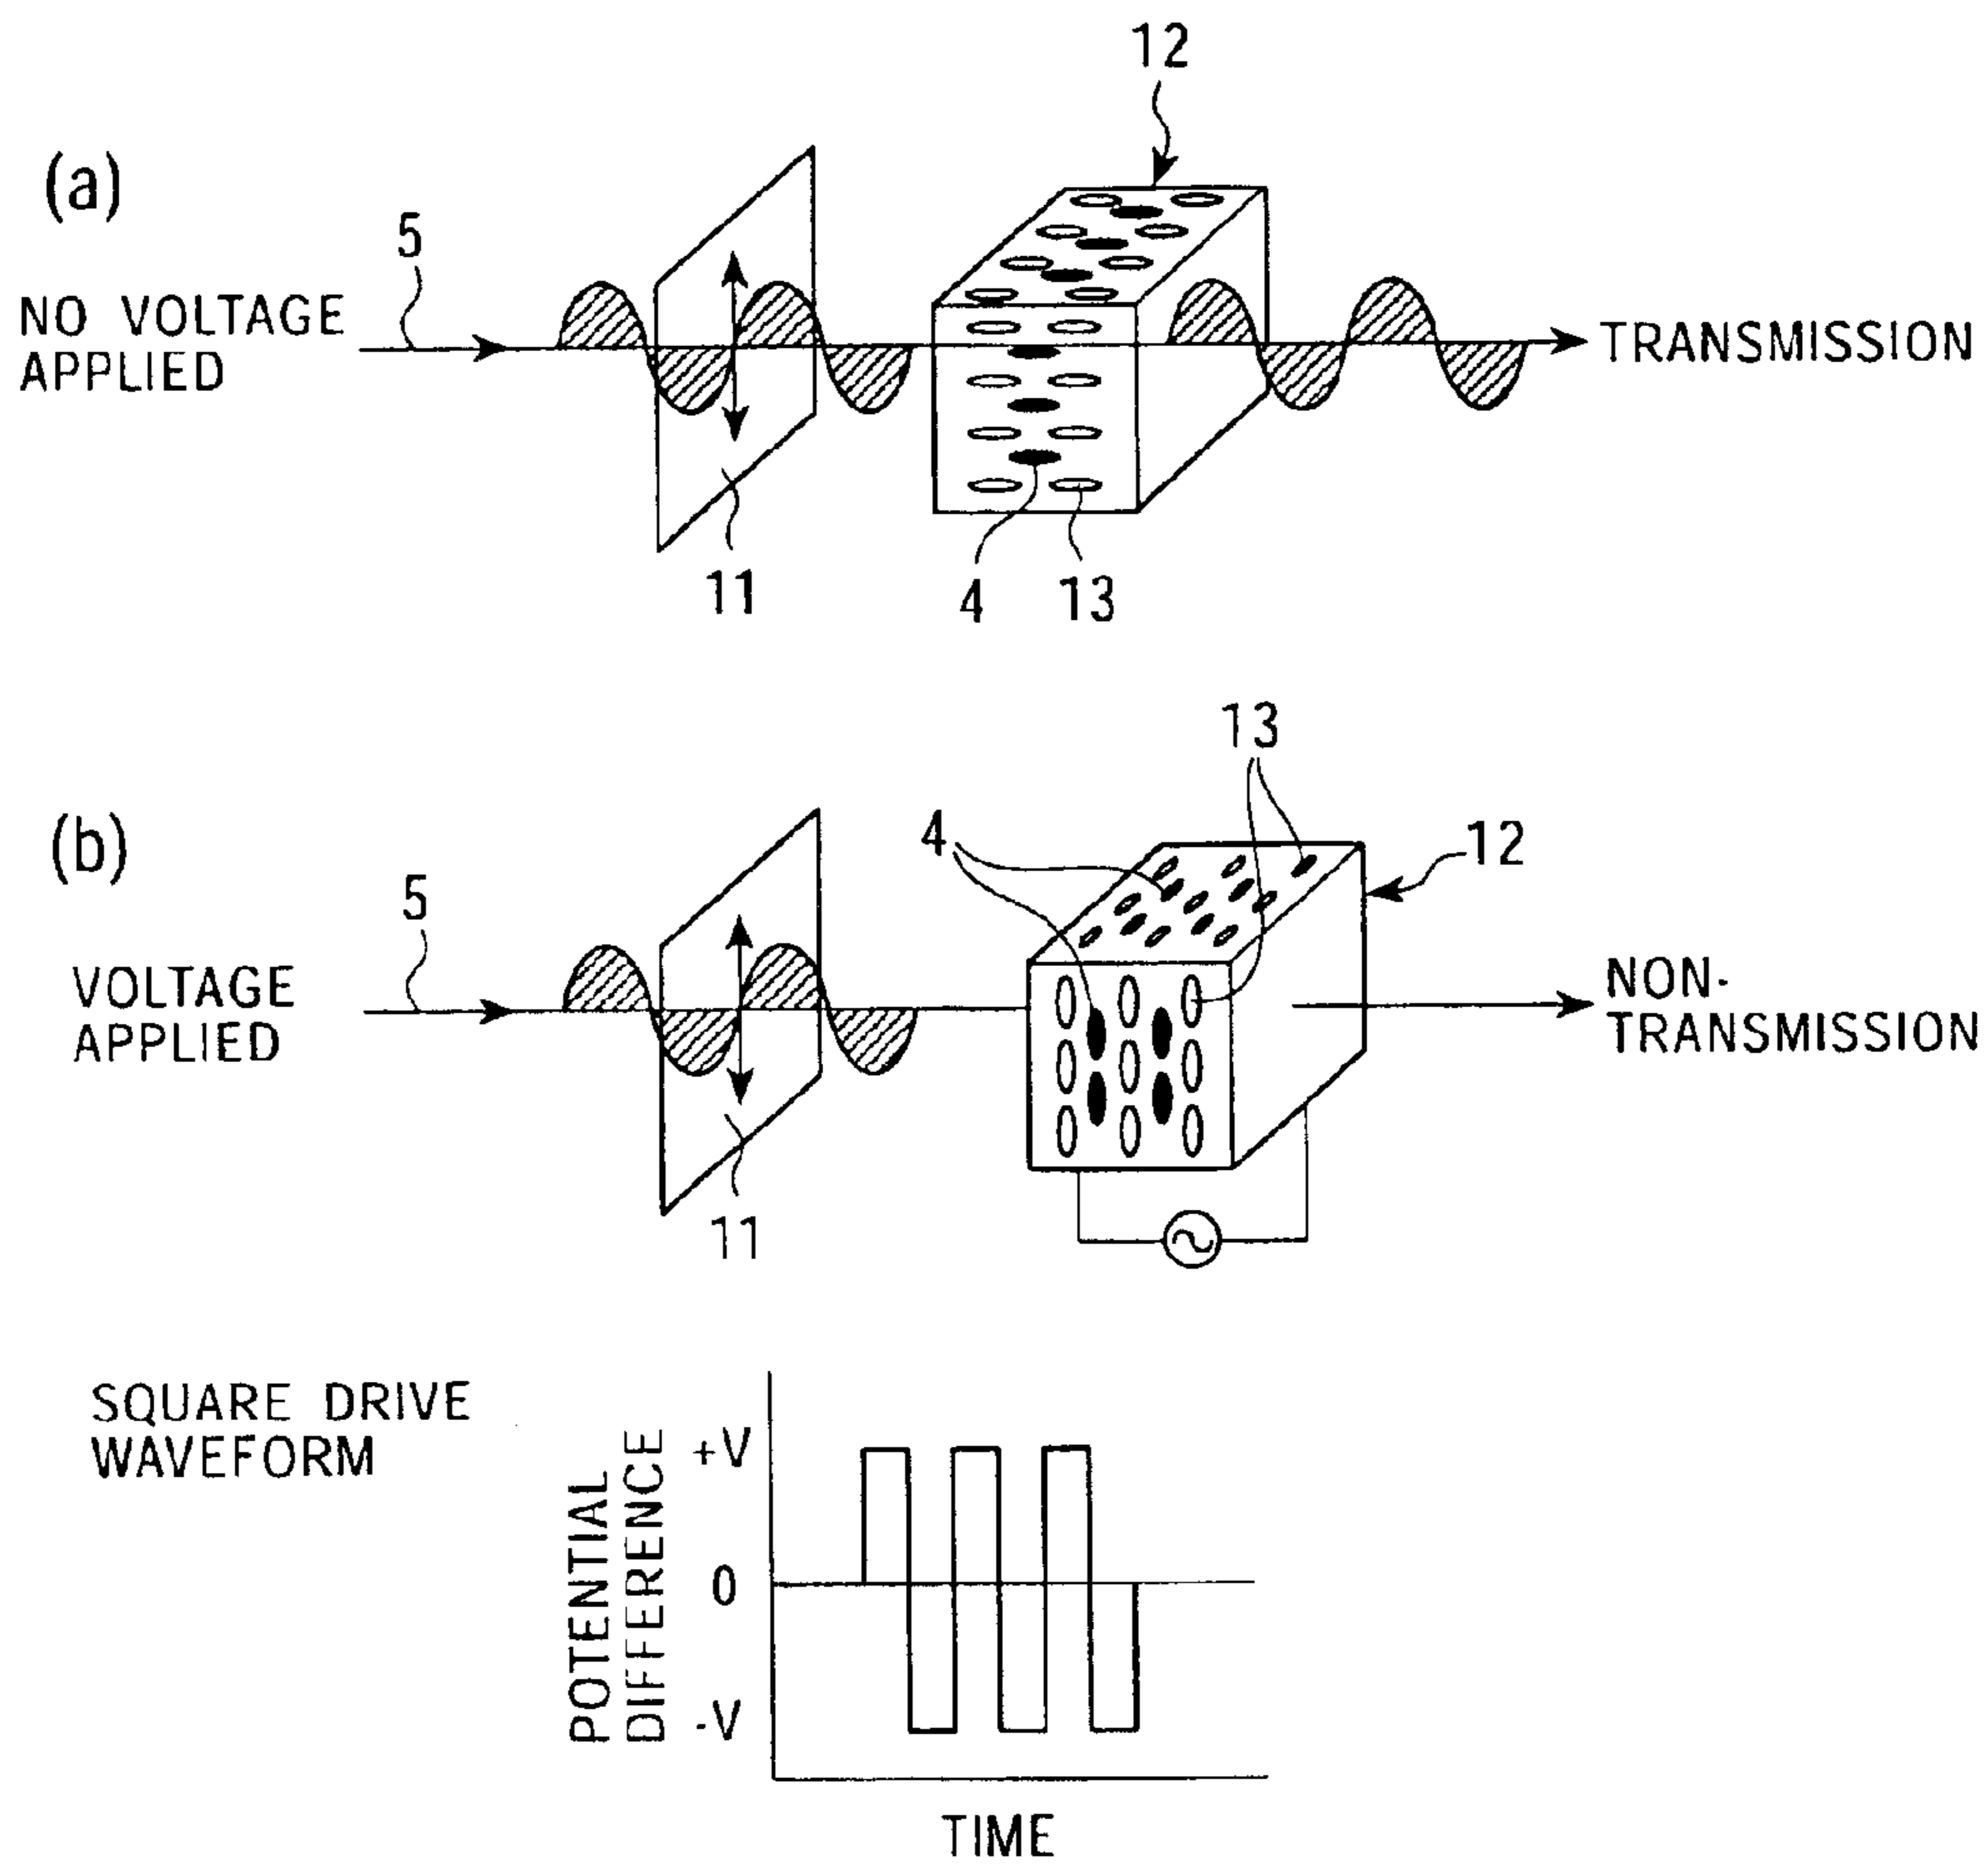 12
(a)
5
NO VOLTAGE
APPLIED
TRANSMISSION
11
4
13
13
(b)
4
12
5
VOLTAGE
APPLIED
NON-
TRANSMISSION
11
SQUARE DRIVE
WAVEFORM
POTENTIAL
DIFFERENCE
+V
0
-V
TIME